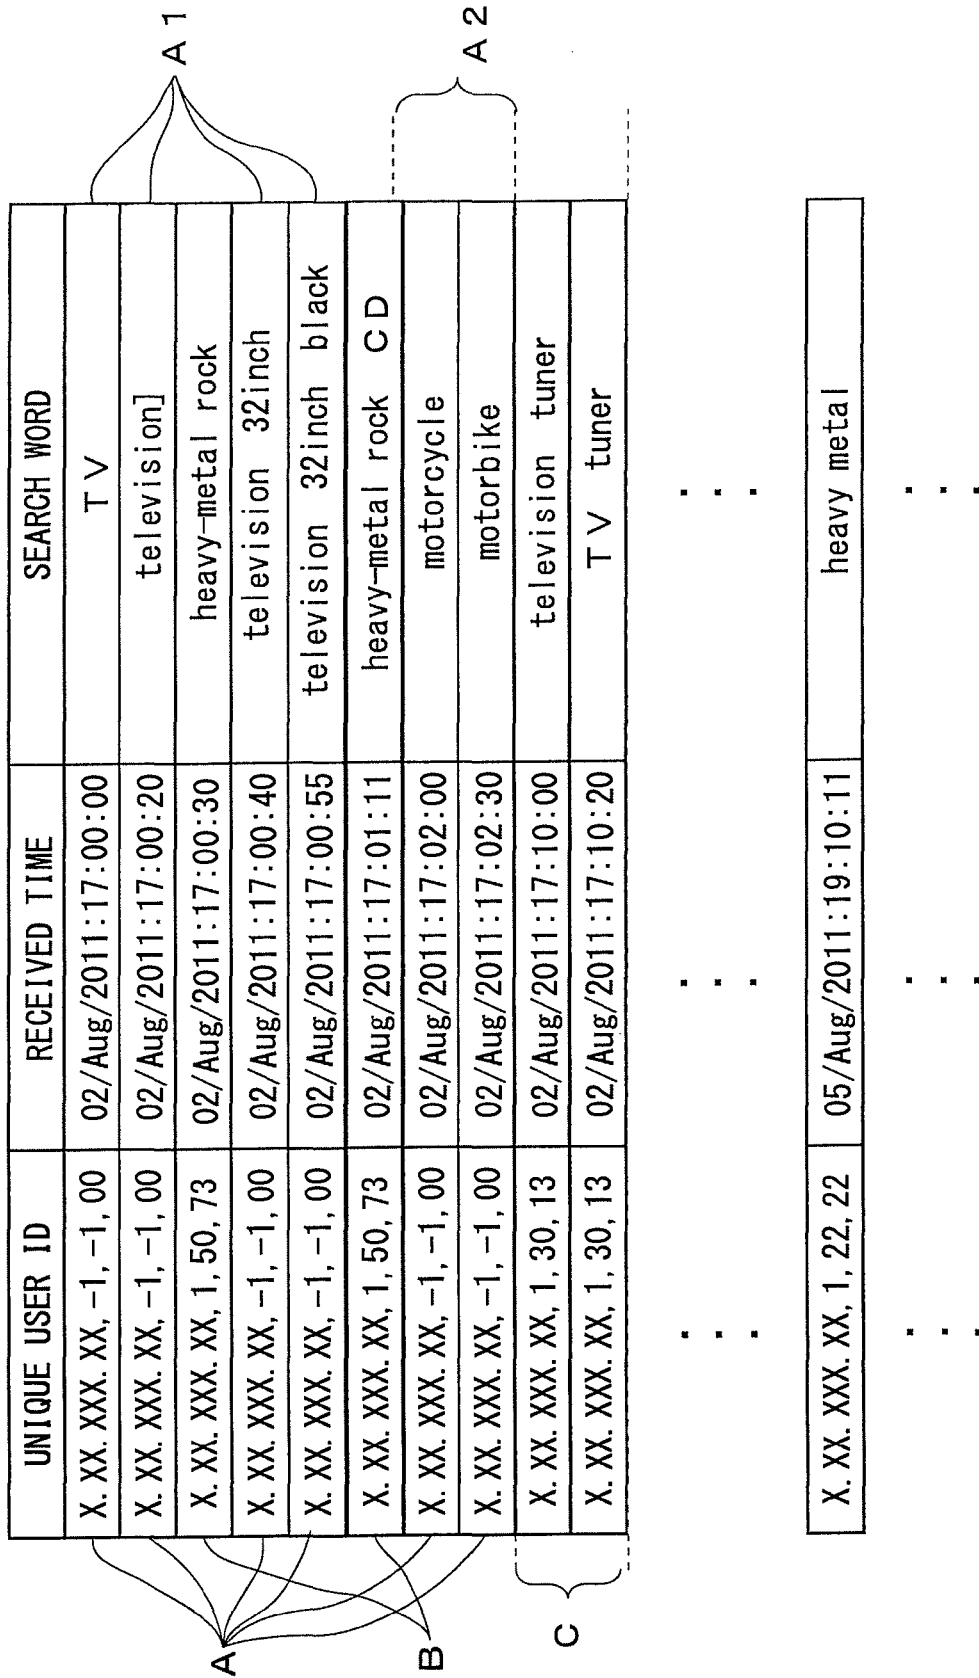 UNIQUE USER ID RECEIVED TIME SEARCH WORD
X. XX. XXX. XX, -1, -1, 00 02/Aug/2011:17:00:00 TV
X. XX. XXX. XX, -1, -1, 00 02/Aug/2011:17:00:20 television]
X. XX. XXX. XX, 1, 50, 73 02/Aug/2011:17:00:30 heavy-metal rock
X. XX. XXX. XX, -1, -1, 00 02/Aug/2011:17:00:40 television 32inch
X. XX. XXX. XX, -1, -1, 00 02/Aug/2011:17:00:55 television 32inch black
X. XX. XXX. XX, 1, 50, 73 02/Aug/2011:17:01:11 heavy-metal rock CD
X. XX. XXX. XX, -1, -1, 00 02/Aug/2011:17:02:00 motorcycle
X. XX. XXX. XX, -1, -1, 00 02/Aug/2011:17:02:30 motorbike
X. XX. XXX. XX, 1, 30, 13 02/Aug/2011:17:10:00 television tuner
X. XX. XXX. XX, 1, 30, 13 02/Aug/2011:17:10:20 TV tuner
X. XX. XXX. XX, 1, 22, 22 05/Aug/2011:19:10:11 heavy metal
A
B
C
A1
A2